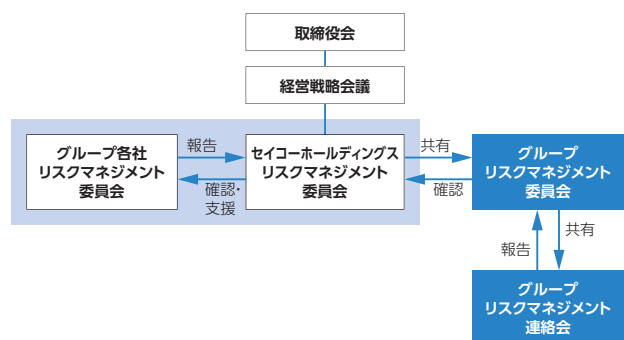 取締役会
経営戦略会議
グループ各社
リスクマネジメント
委員会
報告
確認・
支援
セイコーホールディングス
リスクマネジメント
委員会
共有
確認
グループ
リスクマネジメント
委員会
報告
共有
グループ
リスクマネジメント
連絡会